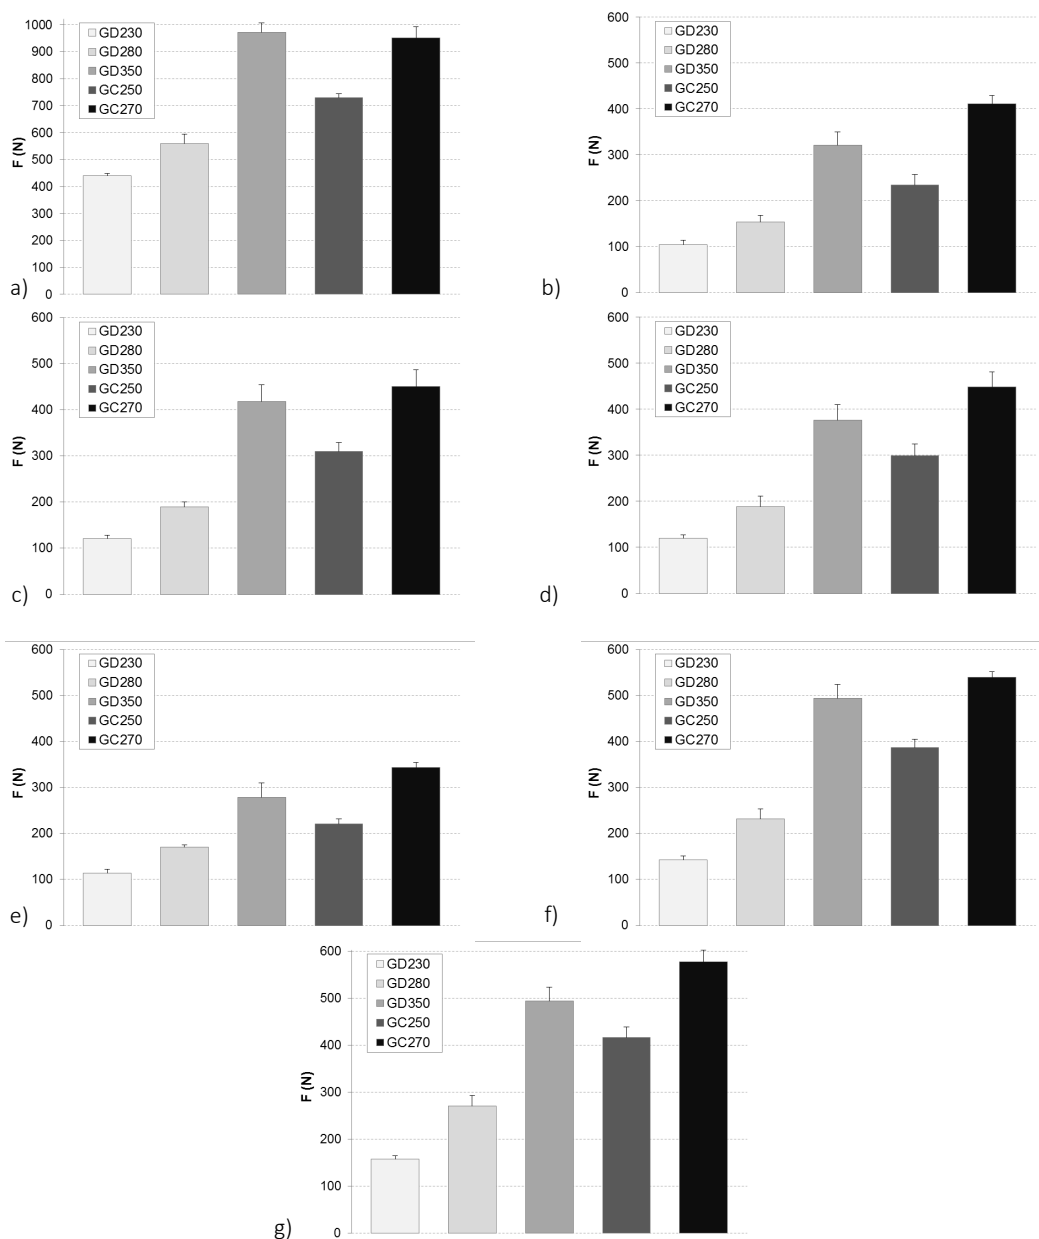 1000
900
800
700
600
500
400
300
200
100
0
F (N)
GD230
GD280
GD350
GC250
GC270
a)
600
500
400
300
200
100
0
F (N)
GD230
GD280
GD350
GC250
GC270
b)
600
500
400
300
200
100
0
F (N)
GD230
GD280
GD350
GC250
GC270
c)
600
500
400
300
200
100
0
F (N)
GD230
GD280
GD350
GC250
GC270
d)
600
500
400
300
200
100
0
F (N)
GD230
GD280
GD350
GC250
GC270
e)
600
500
400
300
200
100
0
F (N)
GD230
GD280
GD350
GC250
GC270
f)
600
500
400
300
200
100
0
F (N)
GD230
GD280
GD350
GC250
GC270
g)